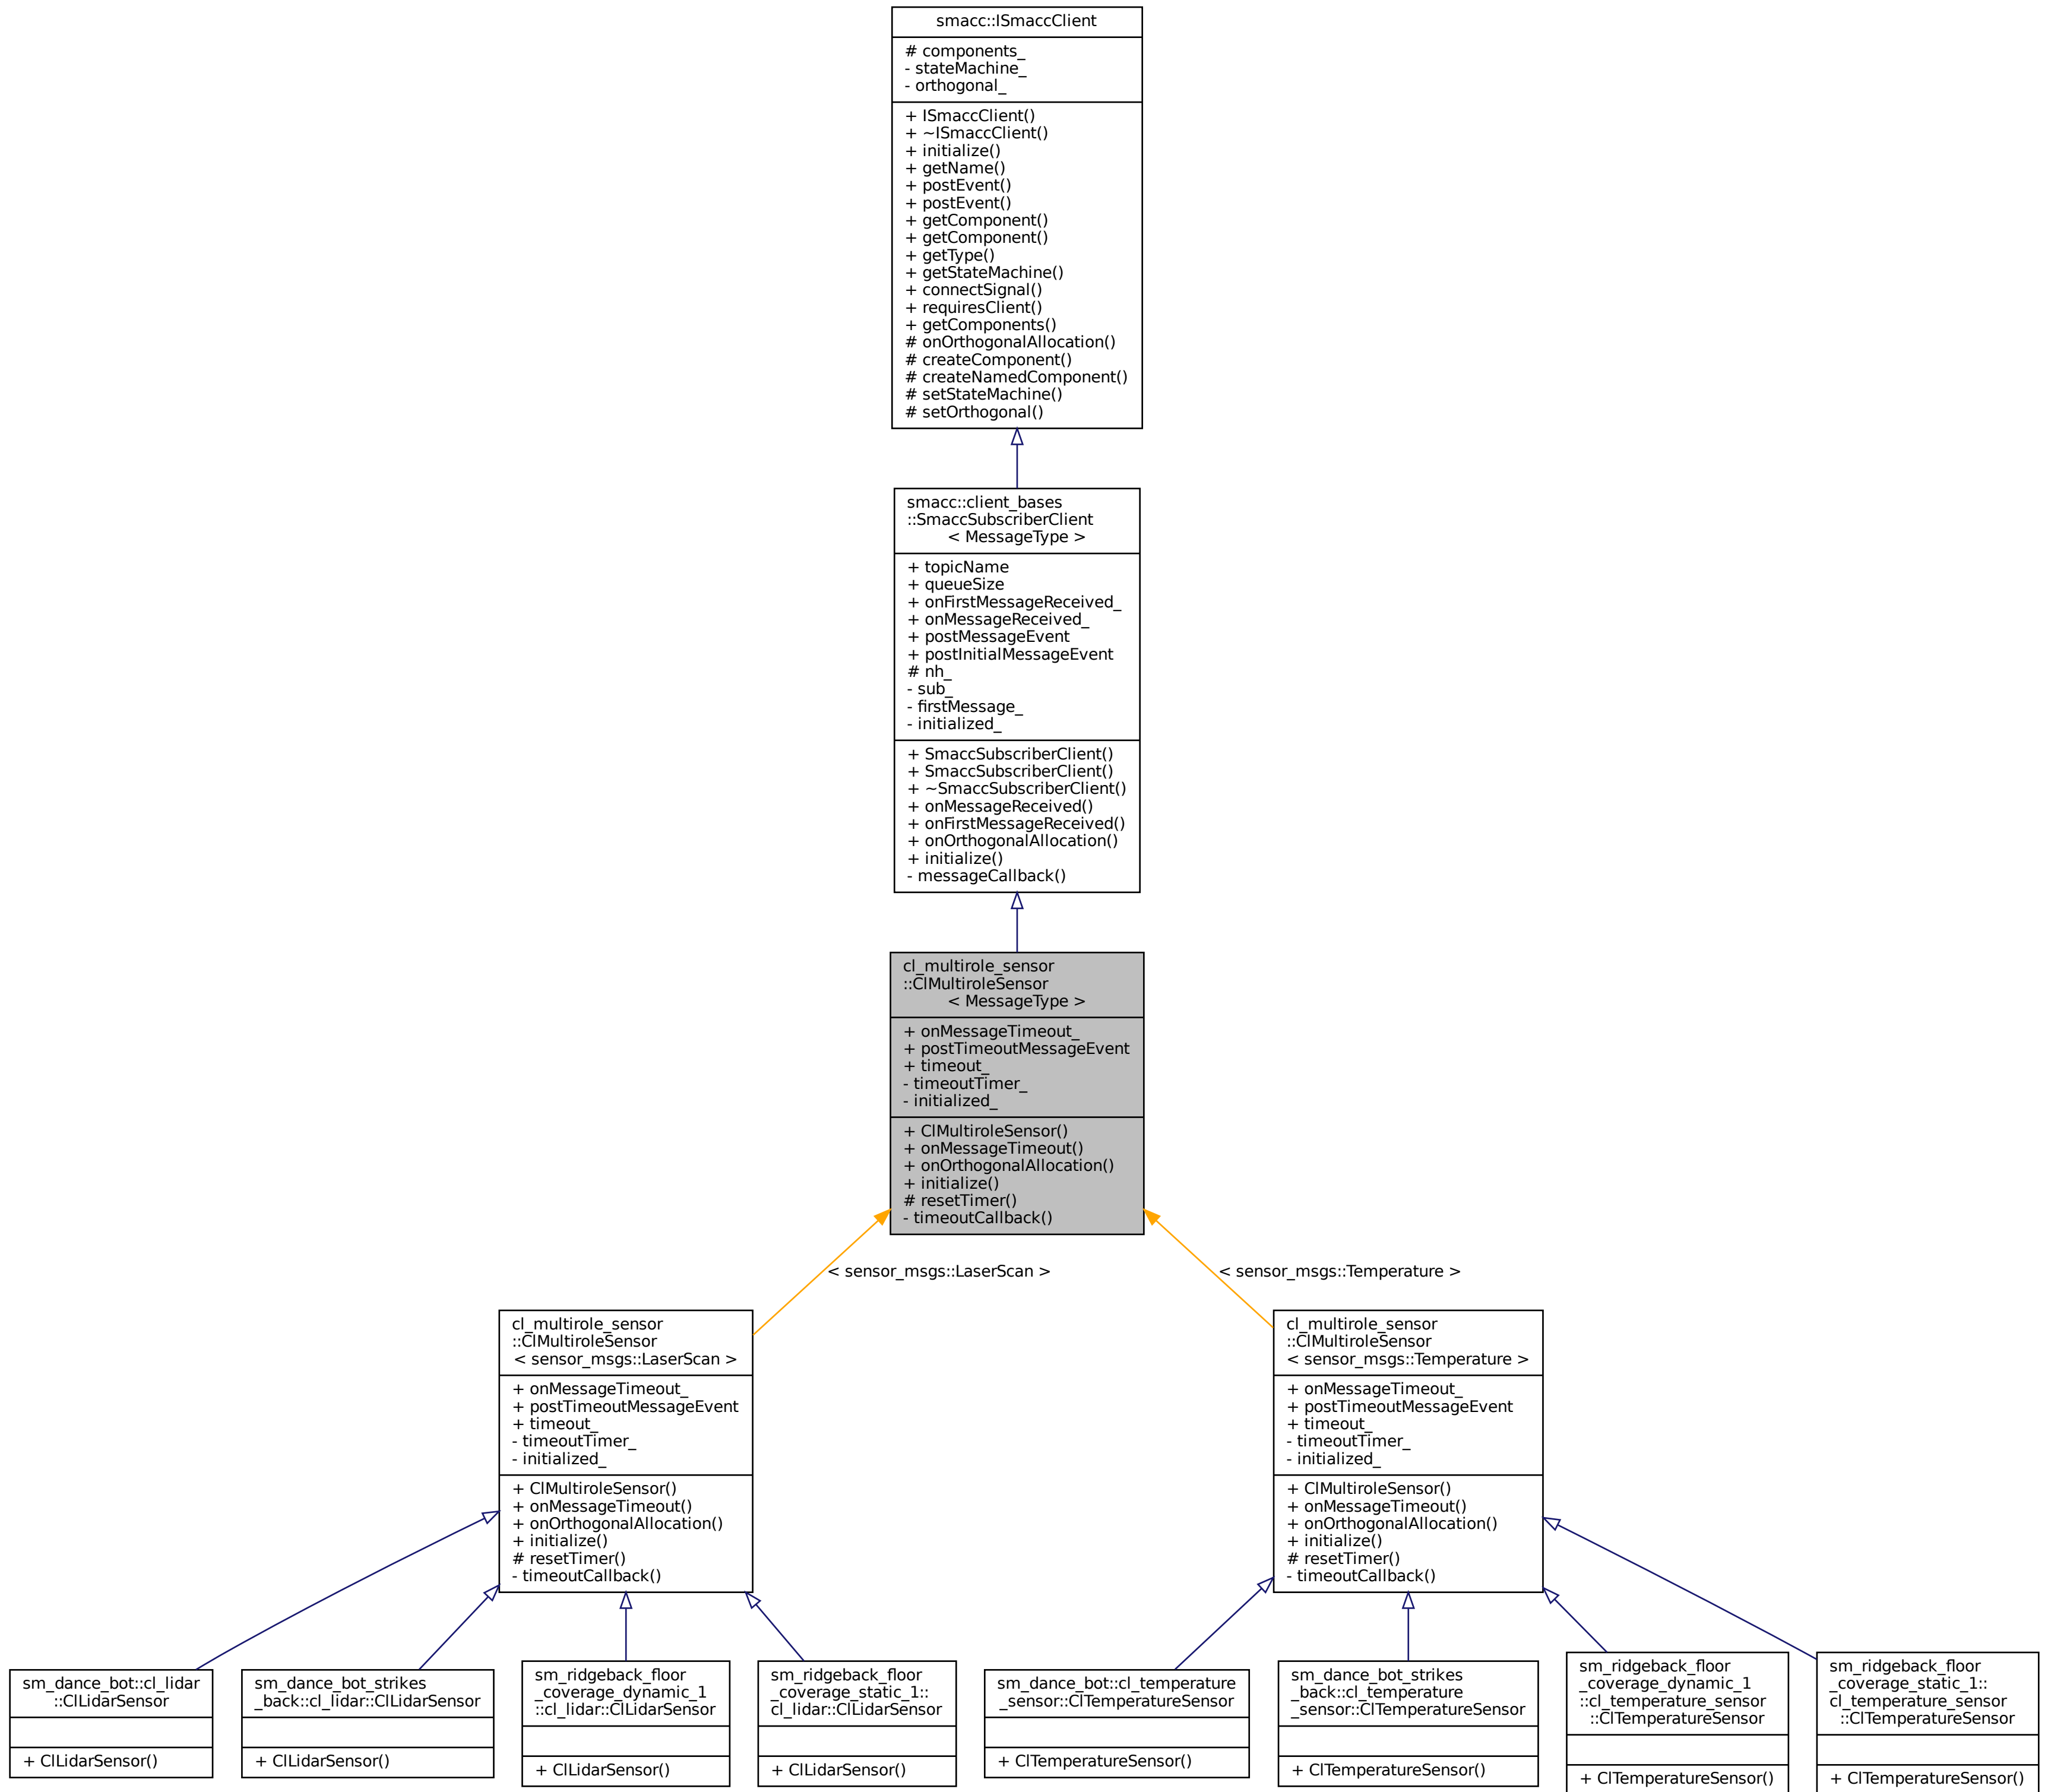 smacc::ISmaccClient
# components_
- stateMachine_
- orthogonal_
+ ISmaccClient()
+ ~ISmaccClient()
+ initialize()
+ getName()
+ postEvent()
+ postEvent()
+ getComponent()
+ getComponent()
+ getType()
+ getStateMachine()
+ connectSignal()
+ requiresClient()
+ getComponents()
# onOrthogonalAllocation()
# createComponent()
# createNamedComponent()
# setStateMachine()
# setOrthogonal()
smacc::client_bases
::SmaccSubscriberClient
< MessageType >
+ topicName
+ queueSize
+ onFirstMessageReceived_
+ onMessageReceived_
+ postMessageEvent
+ postInitialMessageEvent
# nh_
- sub_
- firstMessage_
- initialized_
+ SmaccSubscriberClient()
+ SmaccSubscriberClient()
+ ~SmaccSubscriberClient()
+ onMessageReceived()
+ onFirstMessageReceived()
+ onOrthogonalAllocation()
+ initialize()
- messageCallback()
cl_multirole_sensor
::ClMultiroleSensor
< MessageType >
+ onMessageTimeout_
+ postTimeoutMessageEvent
+ timeout_
- timeoutTimer_
- initialized_
+ ClMultiroleSensor()
+ onMessageTimeout()
+ onOrthogonalAllocation()
+ initialize()
# resetTimer()
- timeoutCallback()
< sensor_msgs::LaserScan >
< sensor_msgs::Temperature >
cl_multirole_sensor
::ClMultiroleSensor
< sensor_msgs::LaserScan >
+ onMessageTimeout_
+ postTimeoutMessageEvent
+ timeout_
- timeoutTimer_
- initialized_
+ ClMultiroleSensor()
+ onMessageTimeout()
+ onOrthogonalAllocation()
+ initialize()
# resetTimer()
- timeoutCallback()
cl_multirole_sensor
::ClMultiroleSensor
< sensor_msgs::Temperature >
+ onMessageTimeout_
+ postTimeoutMessageEvent
+ timeout_
- timeoutTimer_
- initialized_
+ ClMultiroleSensor()
+ onMessageTimeout()
+ onOrthogonalAllocation()
+ initialize()
# resetTimer()
- timeoutCallback()
sm_dance_bot::cl_lidar
::ClLidarSensor
+ ClLidarSensor()
sm_dance_bot_strikes
_back::cl_lidar::ClLidarSensor
+ ClLidarSensor()
sm_ridgeback_floor
_coverage_dynamic_1
::cl_lidar::ClLidarSensor
+ ClLidarSensor()
sm_ridgeback_floor
_coverage_static_1::
cl_lidar::ClLidarSensor
+ ClLidarSensor()
sm_dance_bot::cl_temperature
_sensor::ClTemperatureSensor
+ ClTemperatureSensor()
sm_dance_bot_strikes
_back::cl_temperature
_sensor::ClTemperatureSensor
+ ClTemperatureSensor()
sm_ridgeback_floor
_coverage_dynamic_1
::cl_temperature_sensor
::ClTemperatureSensor
+ ClTemperatureSensor()
sm_ridgeback_floor
_coverage_static_1::
cl_temperature_sensor
::ClTemperatureSensor
+ ClTemperatureSensor()